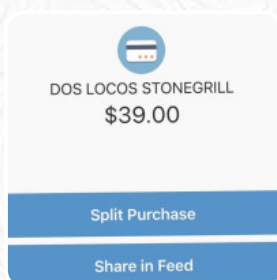 DOS LOCOS STONEGRILL
$39.00
Split Purchase
Share in Feed